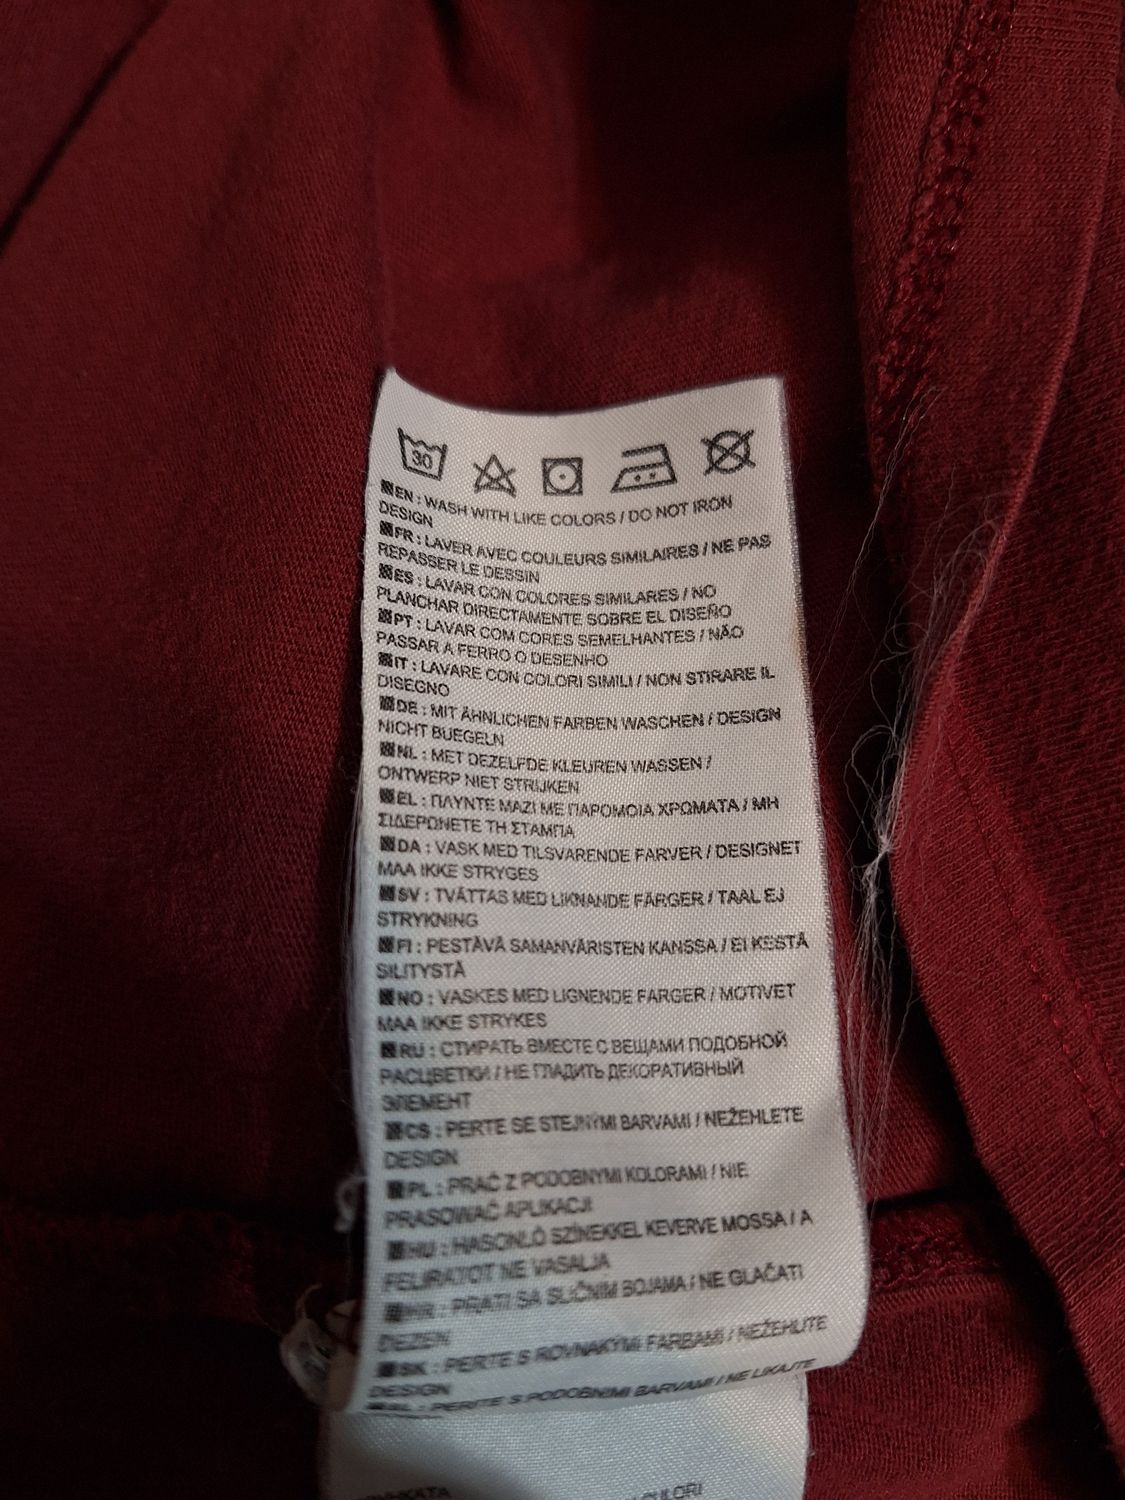 30
EN : WASH WITH LIKE COLORS / DO NOT IRON
DESIGN
FR : LAVER AVEC COULEURS SIMILAIRES / NE PAS
REPASSER LE DESSIN
ES : LAVAR CON COLORES SIMILARES / NO
PLANCHAR DIRECTAMENTE SOBRE EL DISEÑO
PT : LAVAR COM CORES SEMELHANTES / NÃO
PASSAR A FERRO O DESENHO
IT : LAVARE CON COLORI SIMILI / NON STIRARE IL
DISEGNO
DE : MIT ÄHNLICHEN FARBEN WASCHEN / DESIGN
NICHT BUEGELN
NL : MET DEZELFDE KLEUREN WASSEN /
ONTWERP NIET STRIJKEN
EL : ΠΛΥΝΤΕ ΜΑΖΙ ΜΕ ΠΑΡΟΜΟΙΑ ΧΡΩΜΑΤΑ / ΜΗ
ΣΙΔΕΡΩΝΕΤΕ ΤΗ ΣΤΑΜΠΑ
DA : VASK MED TILSVARENDE FARVER / DESIGNET
MAA IKKE STRYGES
SV : TVÄTTAS MED LIKNANDE FÄRGER / TAAL EJ
STRYKNING
FI : PESTÄVÄ SAMANVÄRISTEN KANSSA / EI KESTÄ
SILITYSTÄ
NO : VASKES MED LIGNENDE FARGER / MOTIVET
MAA IKKE STRYKES
RU : СТИРАТЬ ВМЕСТЕ С ВЕЩАМИ ПОДОБНОЙ
РАСЦВЕТКИ / НЕ ГЛАДИТЬ ДЕКОРАТИВНЫЙ
ЭЛЕМЕНТ
CS : PERTE SE STEJNÝMI BARVAMI / NEŽEHLETE
DESIGN
PL : PRAĆ Z PODOBNYMI KOLORAMI / NIE
PRASOWAĆ APLIKACJI
HU : HASONLÓ SZÍNEKKEL KEVERVE MOSSA / A
FELIRATOT NE VASALJA
HR : PRATI SA SLIČNIM BOJAMA / NE GLAČATI
DEZEN
SK : PERTE S ROVNAKÝMI FARBAMI / NEŽEHLITE
DESIGN
PERITE S PODOBNIMI BARVAMI / NE LIKAJTE
CULORI